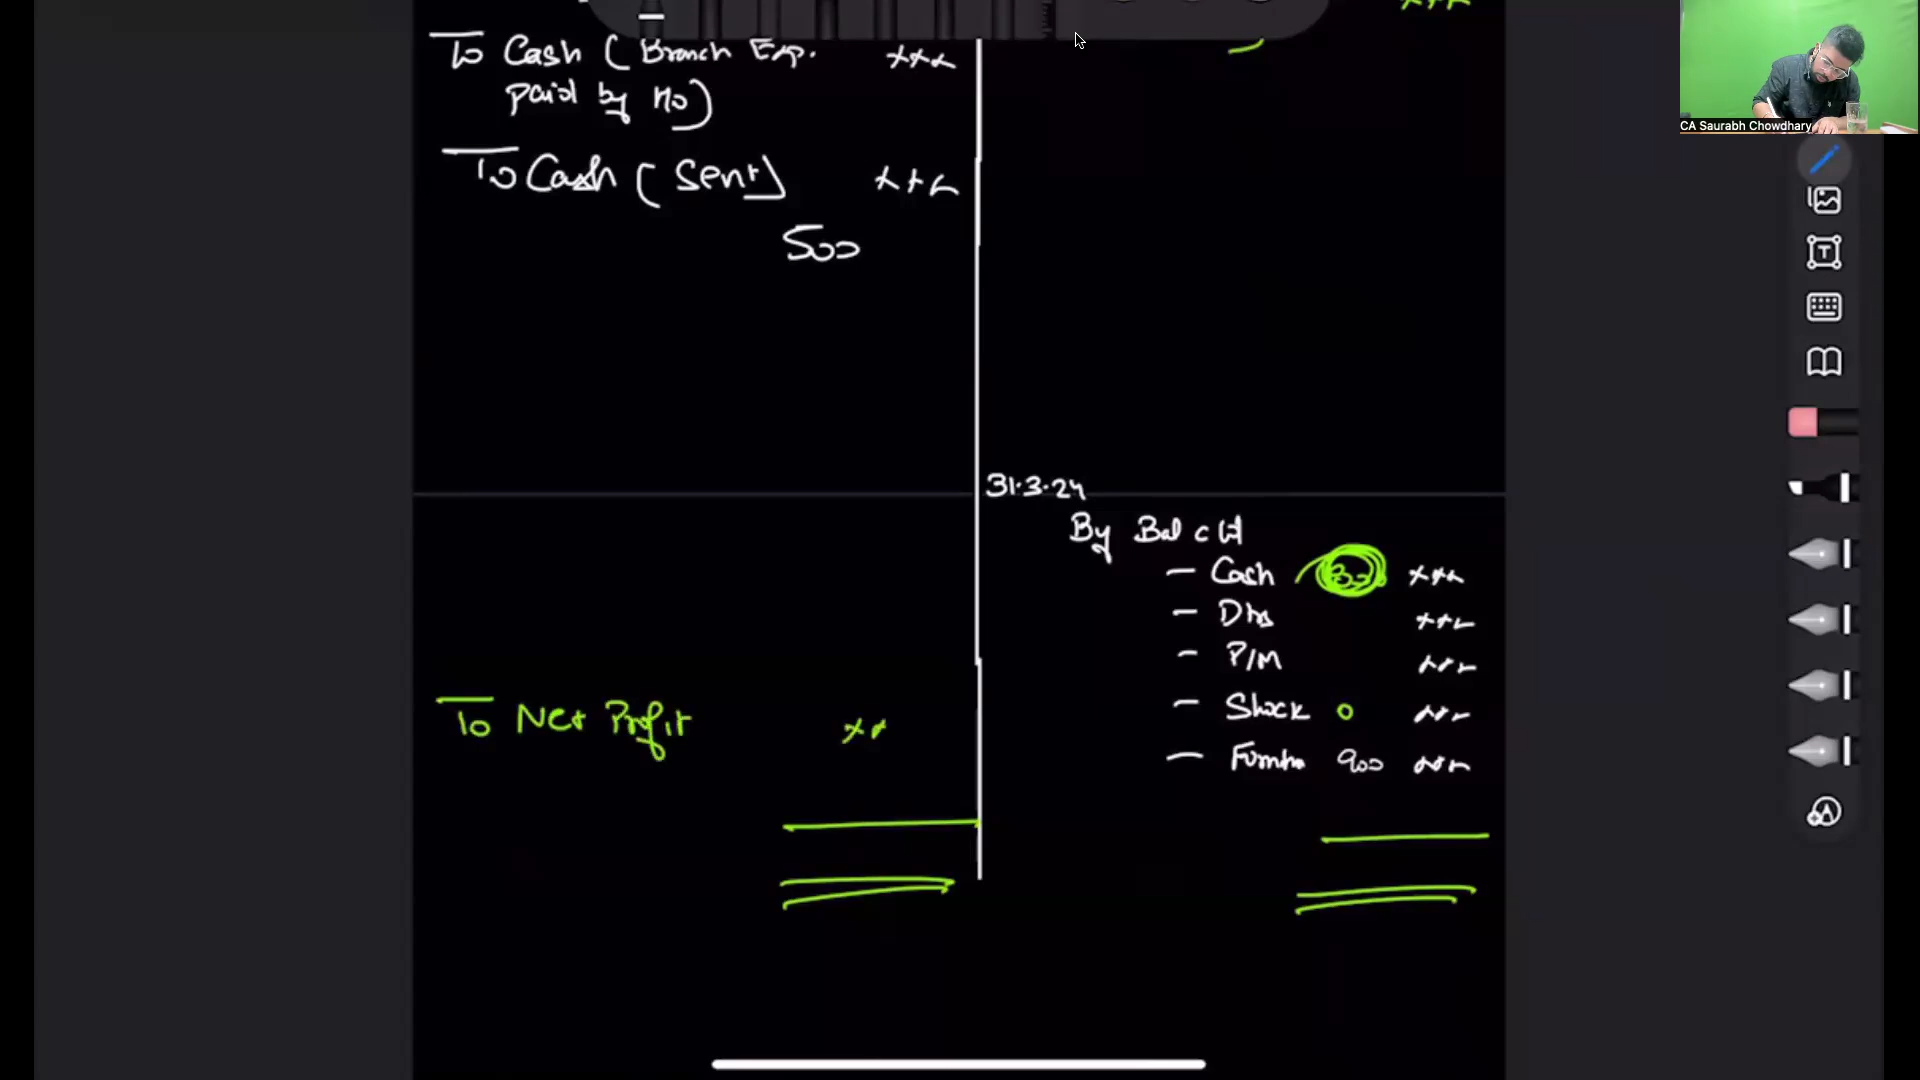 To Cash (Branch Exp. xxx
paid by HO)
To Cash (Sent) xxx
500
31.3.24
By Bal c/d
- Cash xxx
- Drs xxx
- P/M xxx
- Stock 0 xxx
- Furnitu 900 xxx
To Net Profit xx
CA Saurabh Chowdhary